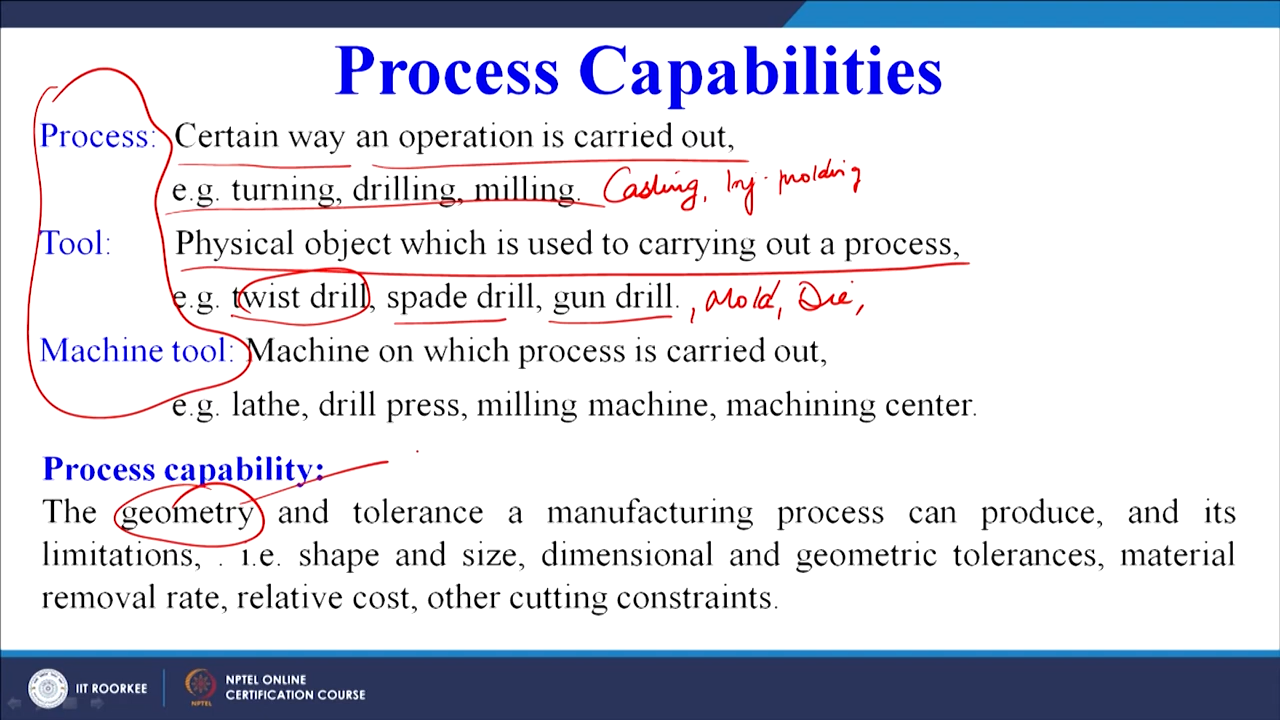 Process Capabilities
Process: Certain way an operation is carried out,
e.g. turning, drilling, milling. Casting, Inj. molding
Tool: Physical object which is used to carrying out a process,
e.g. twist drill, spade drill, gun drill. , Mold, Die,
Machine tool: Machine on which process is carried out,
e.g. lathe, drill press, milling machine, machining center.
Process capability:
The geometry and tolerance a manufacturing process can produce, and its
limitations, . i.e. shape and size, dimensional and geometric tolerances, material
removal rate, relative cost, other cutting constraints.
IIT ROORKEE
NPTEL ONLINE
CERTIFICATION COURSE
NPTEL